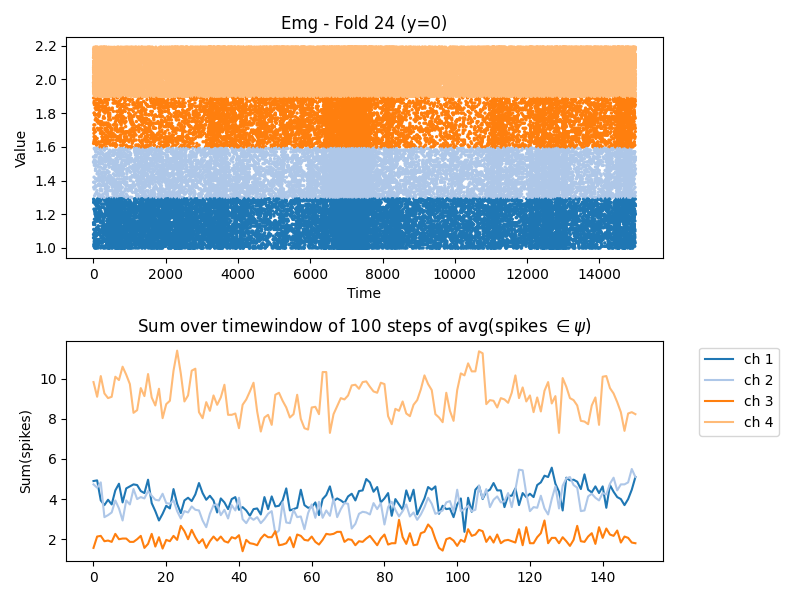 Emg - Fold 24 (y=0)
2.2
2.0
1.8
1.6
1.4
1.2
1.0
Value
0 2000 4000 6000 8000 10000 12000 14000
Time
Sum over timewindow of 100 steps of avg(spikes ∈ ψ)
10
8
6
4
2
Sum(spikes)
0 20 40 60 80 100 120 140
ch 1
ch 2
ch 3
ch 4